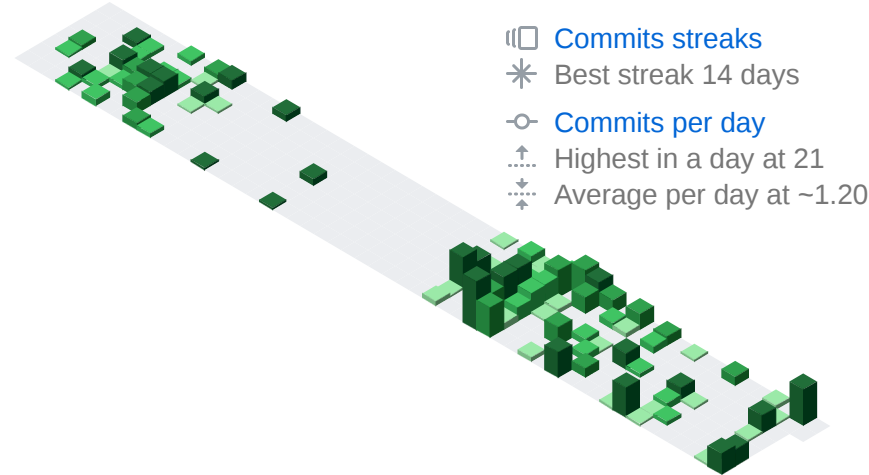 Commits streaks
Best streak 14 days
Commits per day
Highest in a day at 21
Average per day at ~1.20